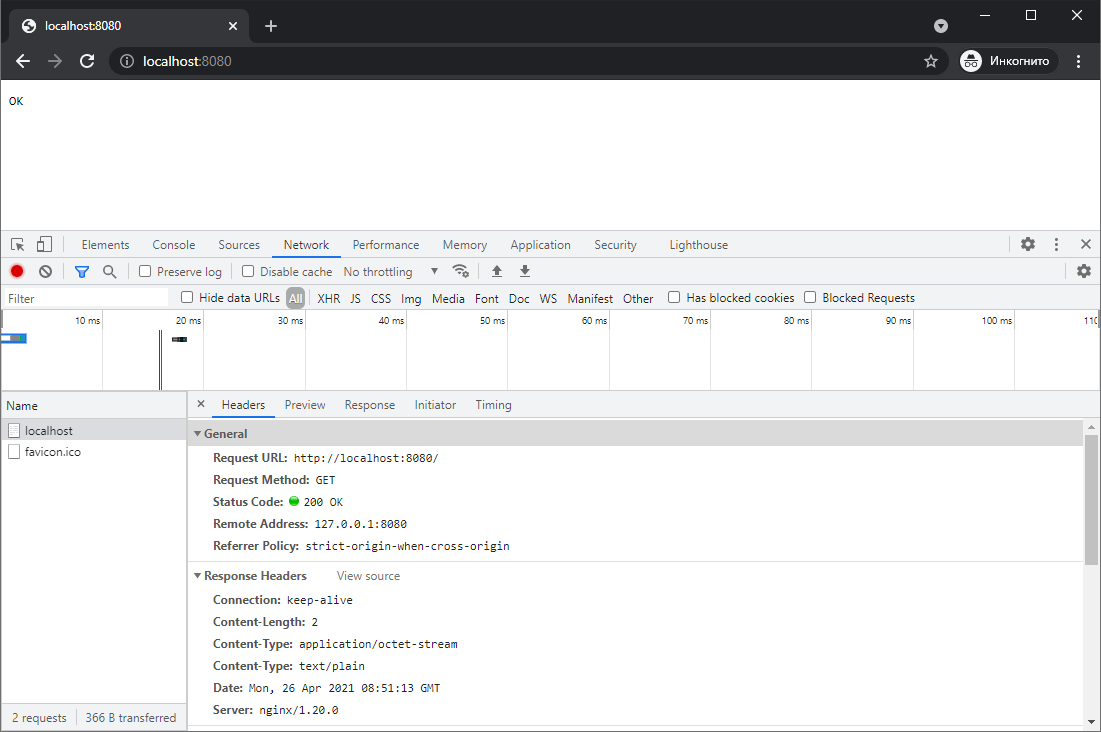 localhost:8080
localhost:8080 Инкогнито
OK
Elements Console Sources Network Performance Memory Application Security Lighthouse
Preserve log Disable cache No throttling
Filter Hide data URLs All XHR JS CSS Img Media Font Doc WS Manifest Other Has blocked cookies Blocked Requests
10 ms 20 ms 30 ms 40 ms 50 ms 60 ms 70 ms 80 ms 90 ms 100 ms 110
Name
localhost
favicon.ico
2 requests 366 B transferred
Headers Preview Response Initiator Timing
General
Request URL: http://localhost:8080/
Request Method: GET
Status Code: 200 OK
Remote Address: 127.0.0.1:8080
Referrer Policy: strict-origin-when-cross-origin
Response Headers View source
Connection: keep-alive
Content-Length: 2
Content-Type: application/octet-stream
Content-Type: text/plain
Date: Mon, 26 Apr 2021 08:51:13 GMT
Server: nginx/1.20.0